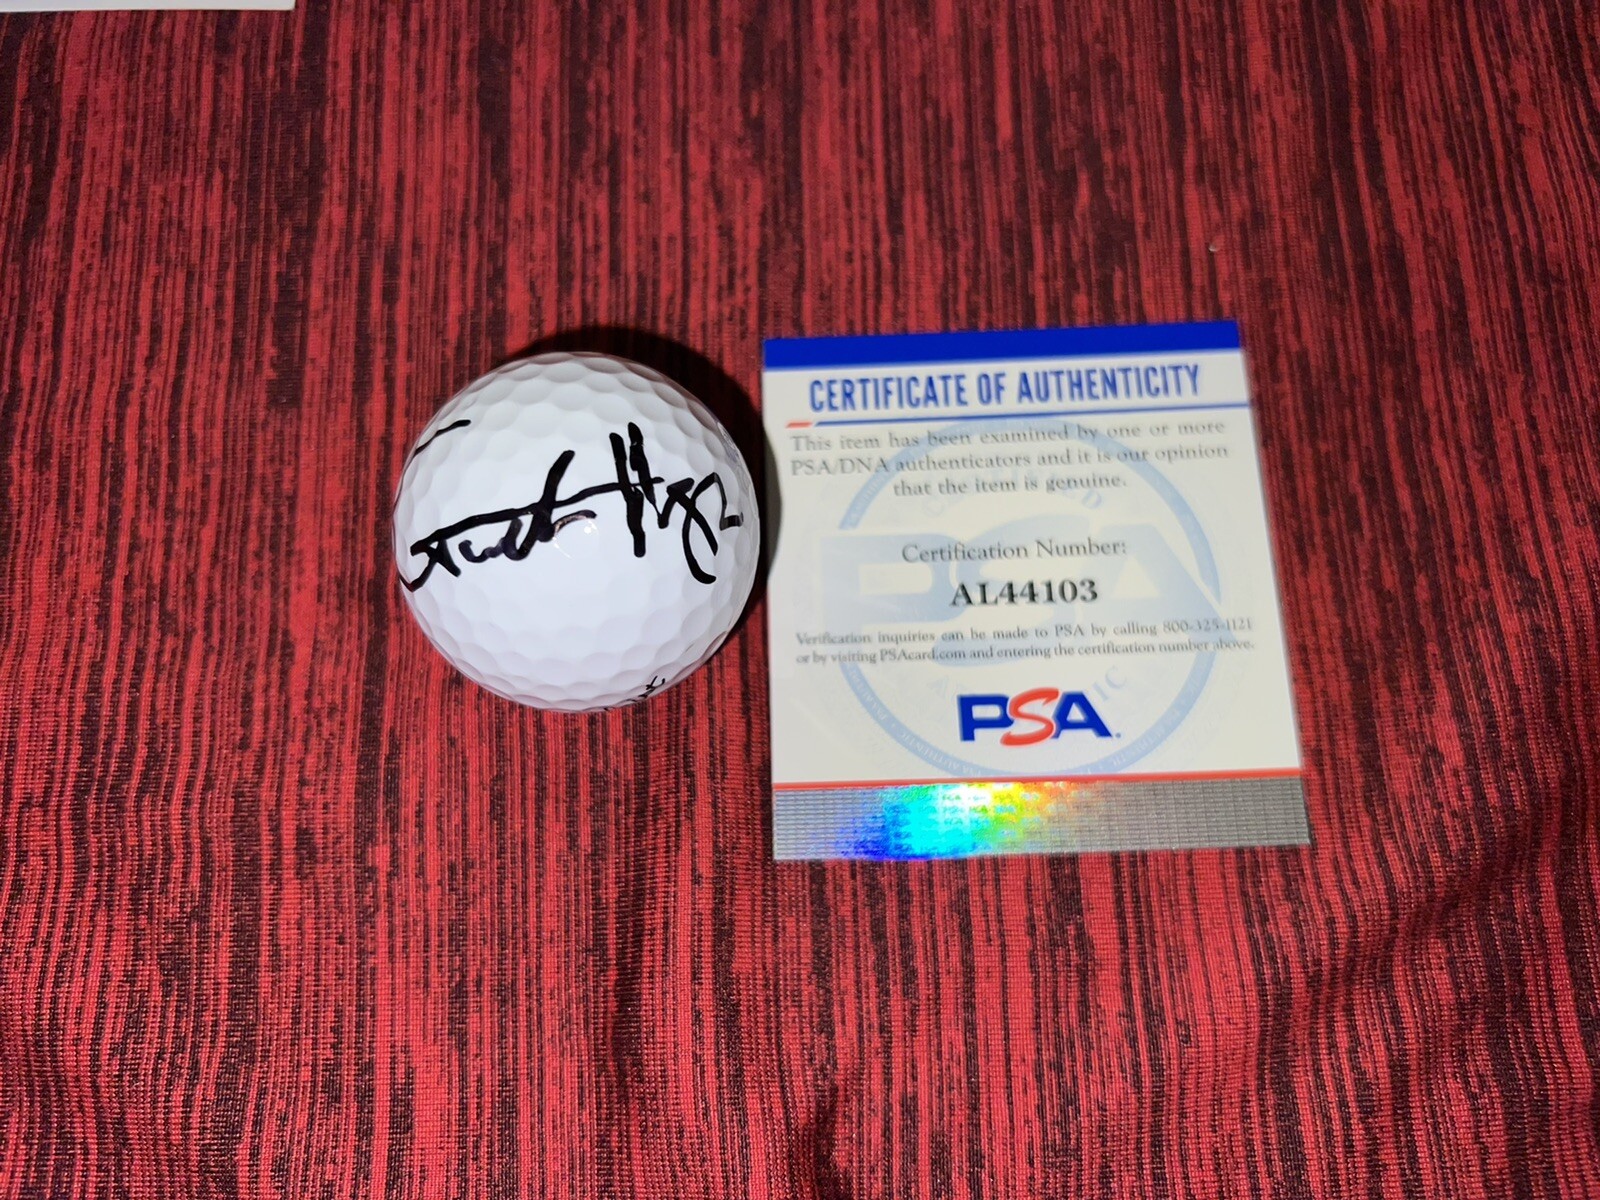 CERTIFICATE OF AUTHENTICITY
This item has been examined by one or more
PSA/DNA authenticators and it is our opinion
that the item is genuine.
Certification Number:
AL44103
Verification inquiries can be made to PSA by calling 800-325-1121
or by visiting PSAcard.com and entering the certification number above.
PSA